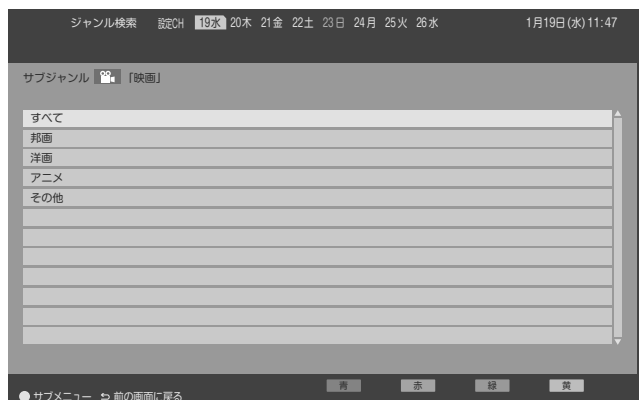 ジャンル検索 設定CH 19水 20木 21金 22土 23日 24月 25火 26水 1月19日(水)11:47
サブジャンル 「映画」
すべて
邦画
洋画
アニメ
その他
青 赤 緑 黄
サブメニュー 前の画面に戻る